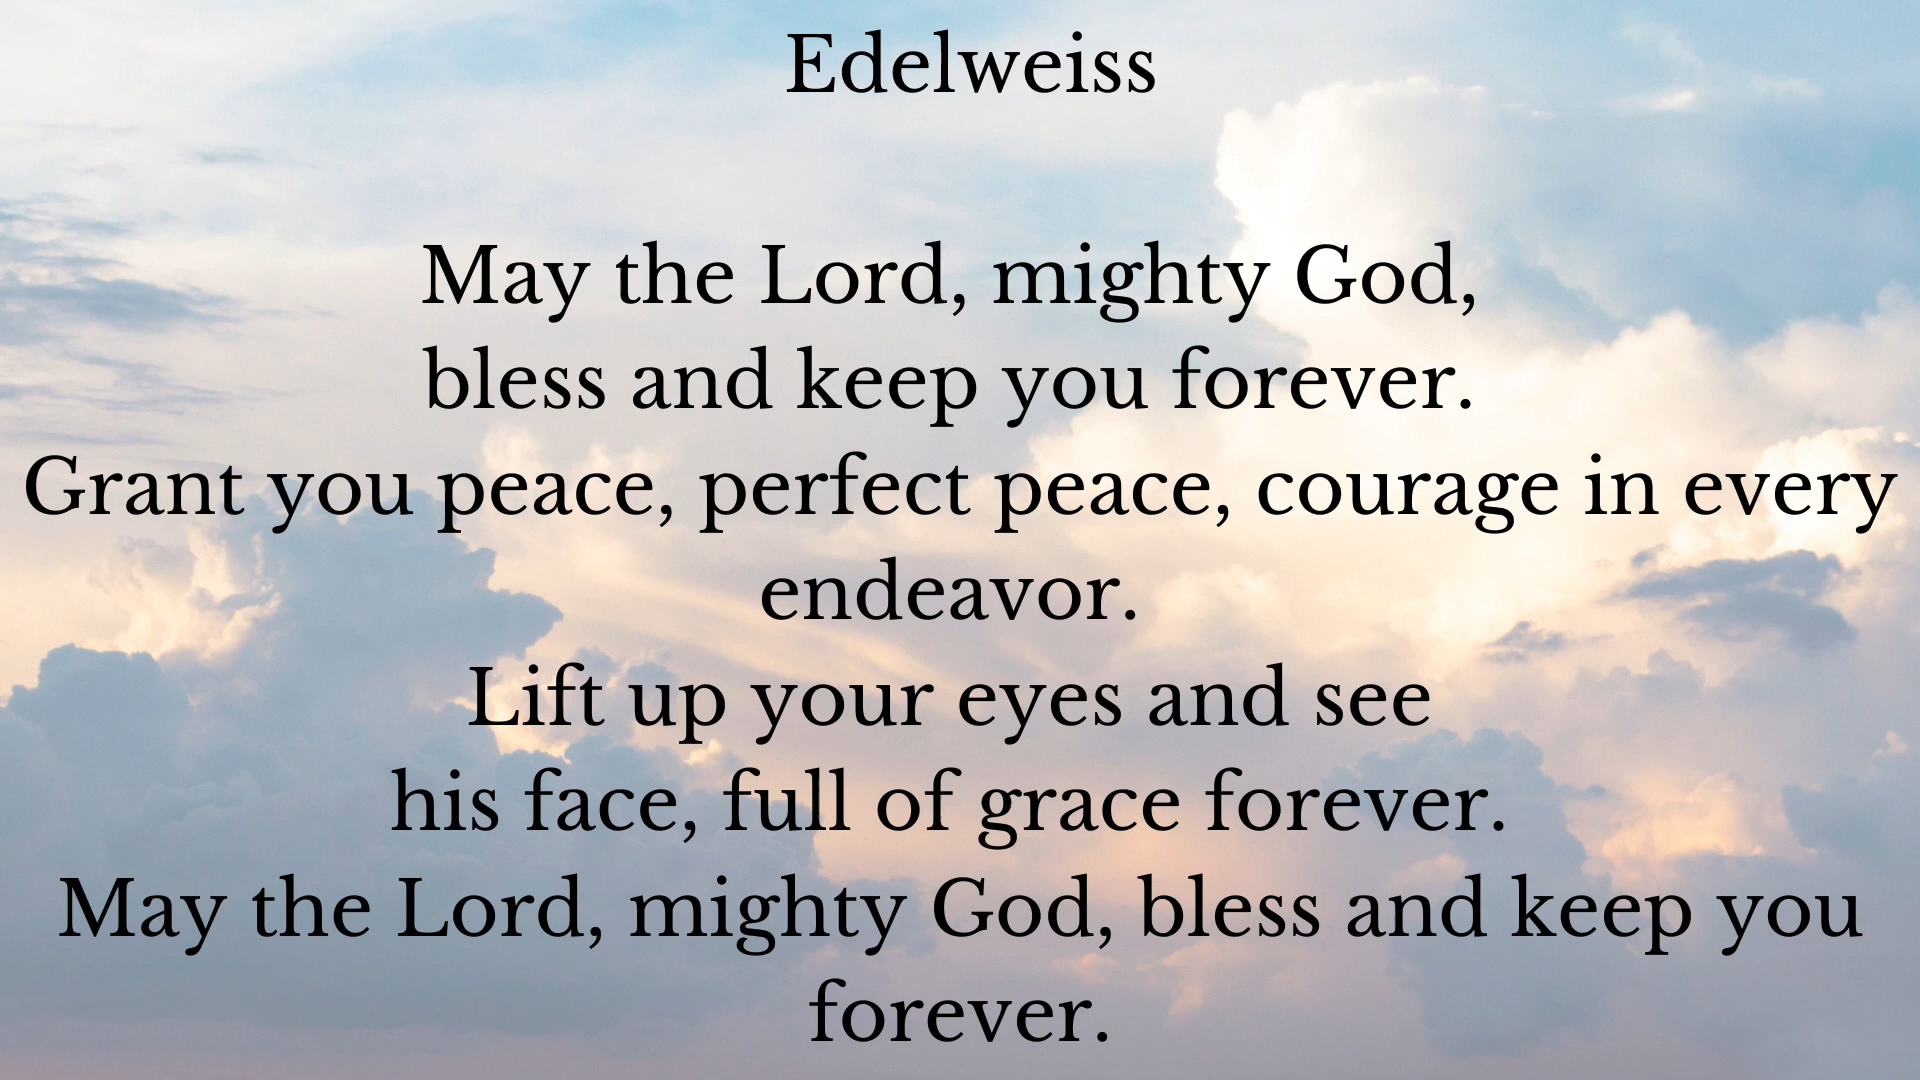 Edelweiss
May the Lord, mighty God,
bless and keep you forever.
Grant you peace, perfect peace, courage in every
endeavor.
Lift up your eyes and see
his face, full of grace forever.
May the Lord, mighty God, bless and keep you
forever.